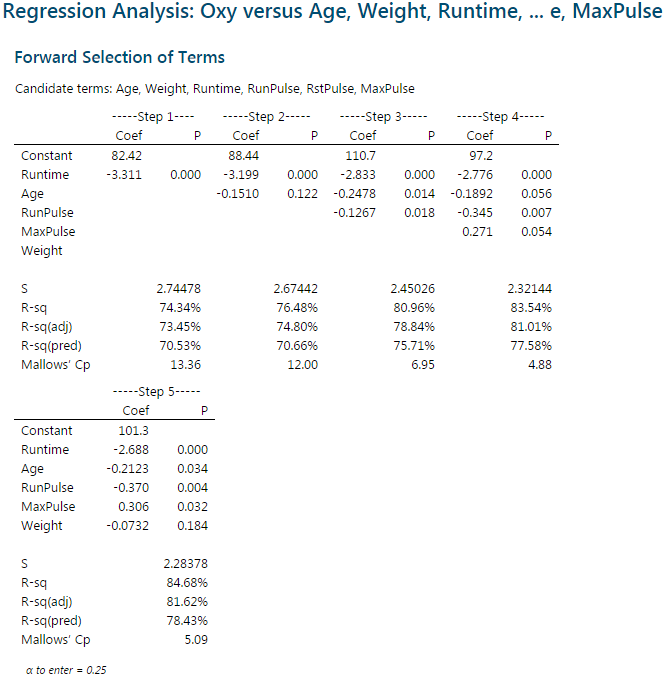 Regression Analysis: Oxy versus Age, Weight, Runtime, ... e, MaxPulse
Forward Selection of Terms
Candidate terms: Age, Weight, Runtime, RunPulse, RstPulse, MaxPulse
-----Step 1---- -----Step 2----- -----Step 3----- -----Step 4-----
Coef P Coef P Coef P Coef P
Constant 82.42 88.44 110.7 97.2
Runtime -3.311 0.000 -3.199 0.000 -2.833 0.000 -2.776 0.000
Age -0.1510 0.122 -0.2478 0.014 -0.1892 0.056
RunPulse -0.1267 0.018 -0.345 0.007
MaxPulse 0.271 0.054
Weight
S 2.74478 2.67442 2.45026 2.32144
R-sq 74.34% 76.48% 80.96% 83.54%
R-sq(adj) 73.45% 74.80% 78.84% 81.01%
R-sq(pred) 70.53% 70.66% 75.71% 77.58%
Mallows' Cp 13.36 12.00 6.95 4.88
-----Step 5-----
Coef P
Constant 101.3
Runtime -2.688 0.000
Age -0.2123 0.034
RunPulse -0.370 0.004
MaxPulse 0.306 0.032
Weight -0.0732 0.184
S 2.28378
R-sq 84.68%
R-sq(adj) 81.62%
R-sq(pred) 78.43%
Mallows' Cp 5.09
α to enter = 0.25